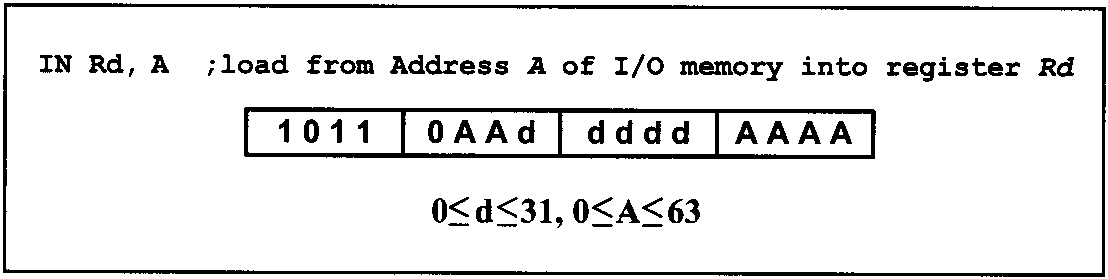 IN Rd, A ;load from Address A of I/O memory into register Rd
1011 0AAd dddd AAAA
0≤d≤31, 0≤A≤63